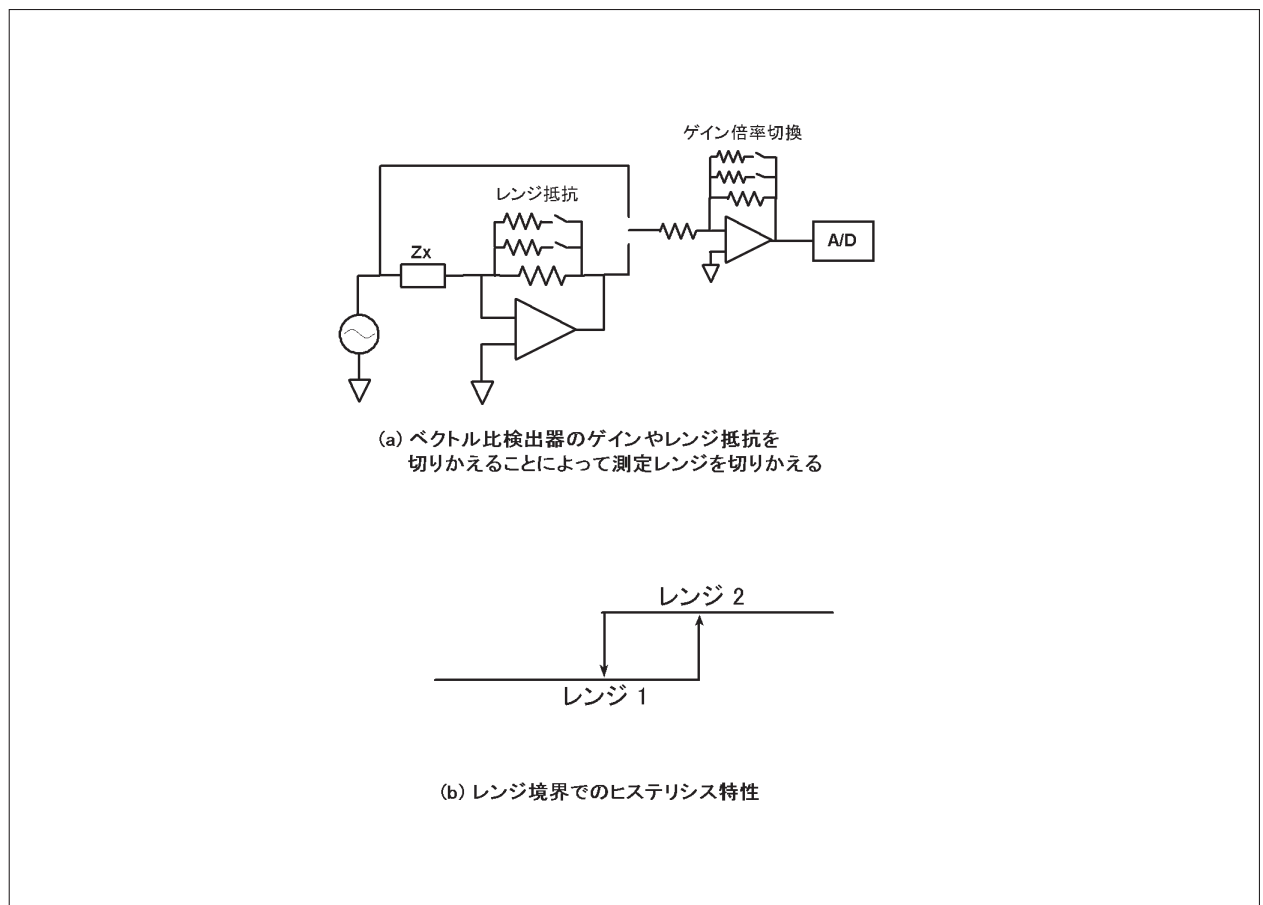 ゲイン倍率切換
レンジ抵抗
Zx
A/D
(a) ベクトル比検出器のゲインやレンジ抵抗を
切りかえることによって測定レンジを切りかえる
レンジ 2
レンジ 1
(b) レンジ境界でのヒステリシス特性